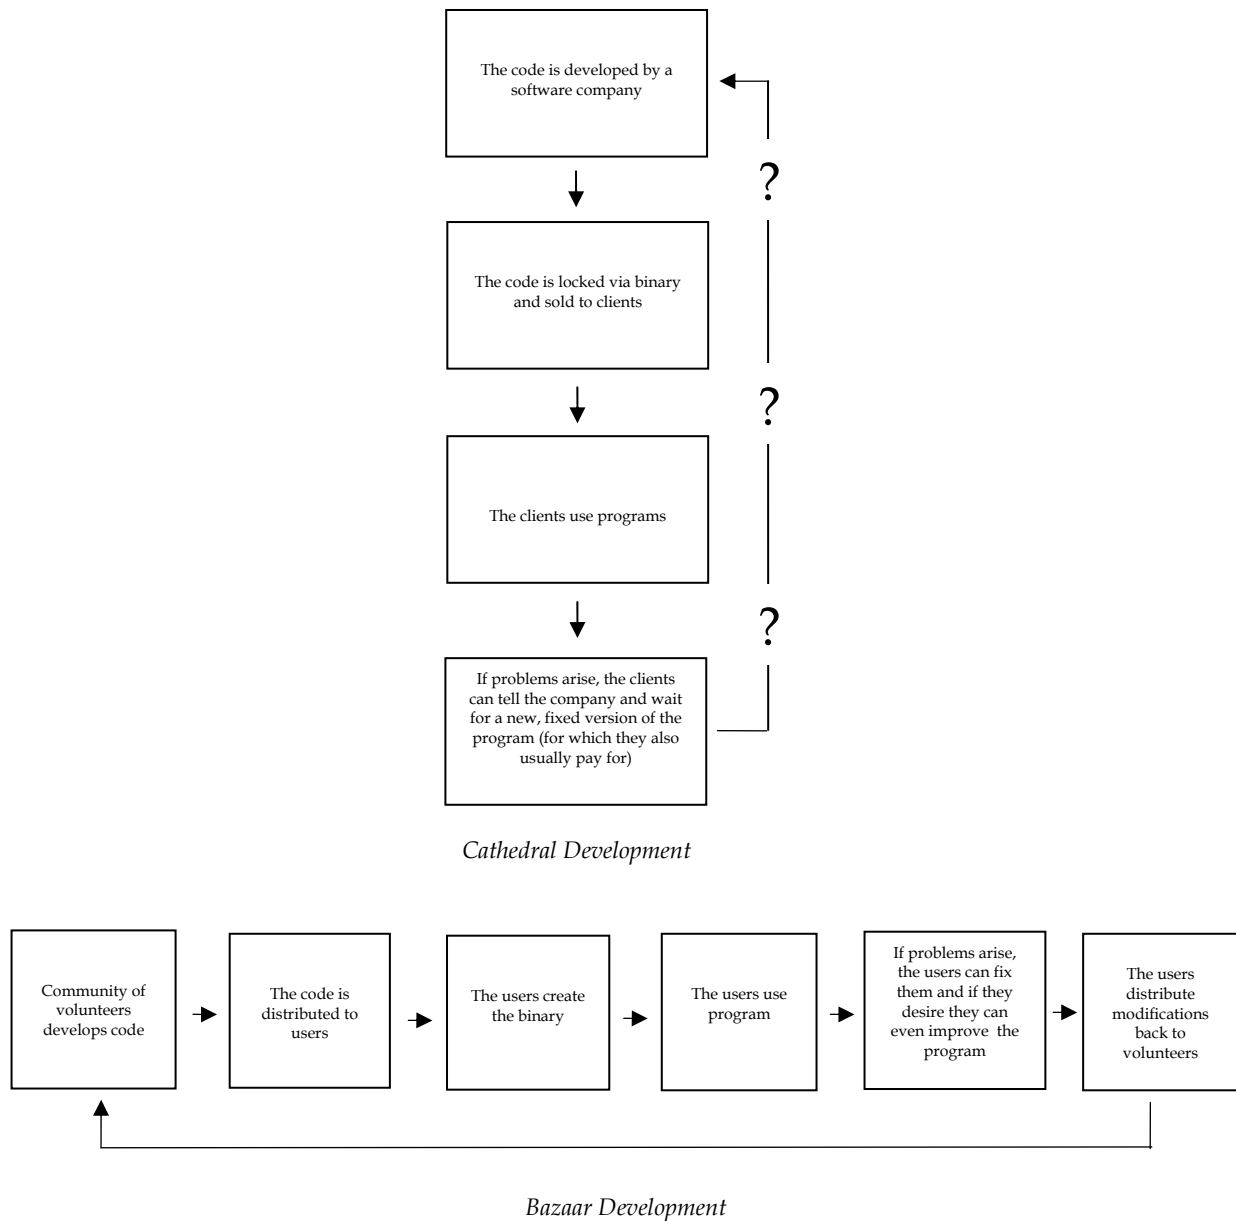 The code is developed by a
software company
?
The code is locked via binary
and sold to clients
?
The clients use programs
?
If problems arise, the clients
can tell the company and wait
for a new, fixed version of the
program (for which they also
usually pay for)
Cathedral Development
Community of
volunteers
develops code
The code is
distributed to
users
The users create
the binary
The users use
program
If problems arise,
the users can fix
them and if they
desire they can
even improve the
program
The users
distribute
modifications
back to
volunteers
Bazaar Development